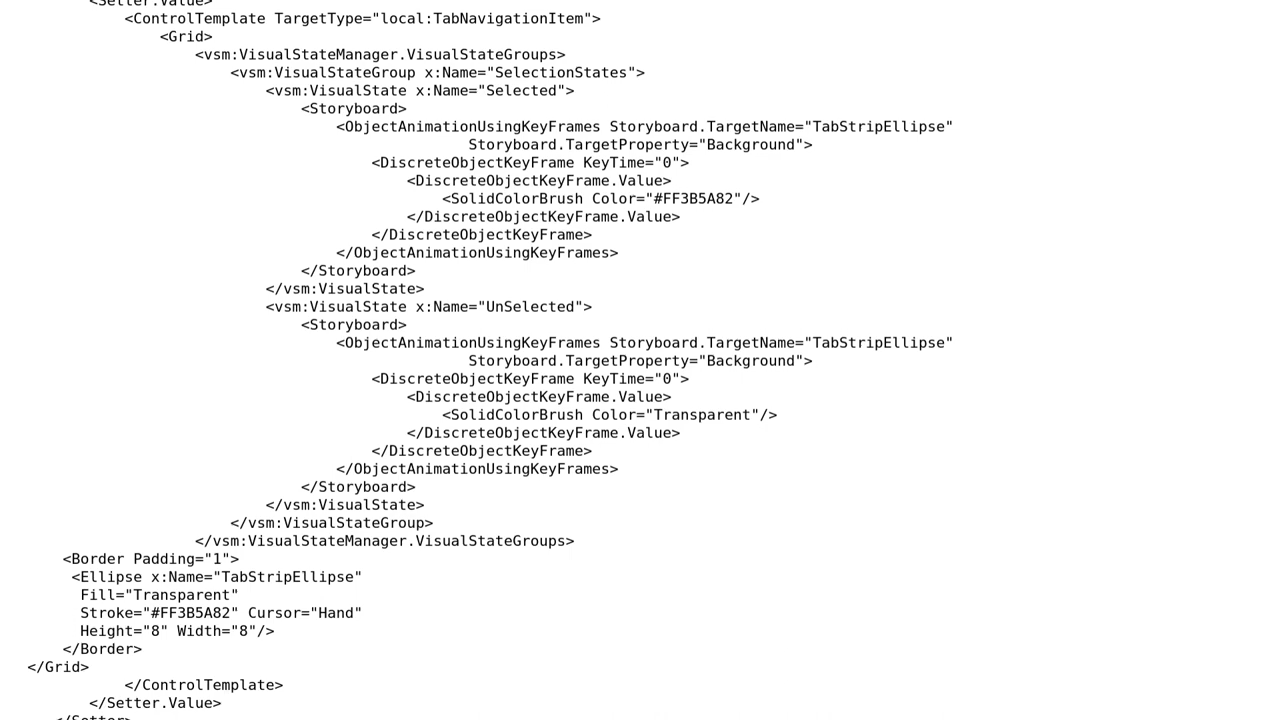 <Setter.Value>
<ControlTemplate TargetType="local:TabNavigationItem">
<Grid>
<vsm:VisualStateManager.VisualStateGroups>
<vsm:VisualStateGroup x:Name="SelectionStates">
<vsm:VisualState x:Name="Selected">
<Storyboard>
<ObjectAnimationUsingKeyFrames Storyboard.TargetName="TabStripEllipse"
Storyboard.TargetProperty="Background">
<DiscreteObjectKeyFrame KeyTime="0">
<DiscreteObjectKeyFrame.Value>
<SolidColorBrush Color="#FF3B5A82"/>
</DiscreteObjectKeyFrame.Value>
</DiscreteObjectKeyFrame>
</ObjectAnimationUsingKeyFrames>
</Storyboard>
</vsm:VisualState>
<vsm:VisualState x:Name="UnSelected">
<Storyboard>
<ObjectAnimationUsingKeyFrames Storyboard.TargetName="TabStripEllipse"
Storyboard.TargetProperty="Background">
<DiscreteObjectKeyFrame KeyTime="0">
<DiscreteObjectKeyFrame.Value>
<SolidColorBrush Color="Transparent"/>
</DiscreteObjectKeyFrame.Value>
</DiscreteObjectKeyFrame>
</ObjectAnimationUsingKeyFrames>
</Storyboard>
</vsm:VisualState>
</vsm:VisualStateGroup>
</vsm:VisualStateManager.VisualStateGroups>
<Border Padding="1">
<Ellipse x:Name="TabStripEllipse"
Fill="Transparent"
Stroke="#FF3B5A82" Cursor="Hand"
Height="8" Width="8"/>
</Border>
</Grid>
</ControlTemplate>
</Setter.Value>
</Setter>